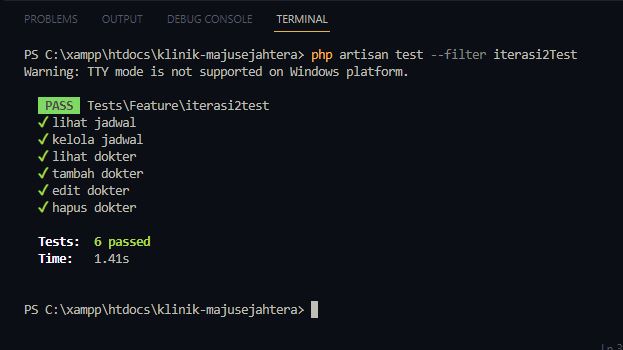 PROBLEMS OUTPUT DEBUG CONSOLE TERMINAL
PS C:\xampp\htdocs\klinik-majusejahtera> php artisan test --filter iterasi2Test
Warning: TTY mode is not supported on Windows platform.
PASS Tests\Feature\iterasi2test
✓ lihat jadwal
✓ kelola jadwal
✓ lihat dokter
✓ tambah dokter
✓ edit dokter
✓ hapus dokter
Tests: 6 passed
Time: 1.41s
PS C:\xampp\htdocs\klinik-majusejahtera>